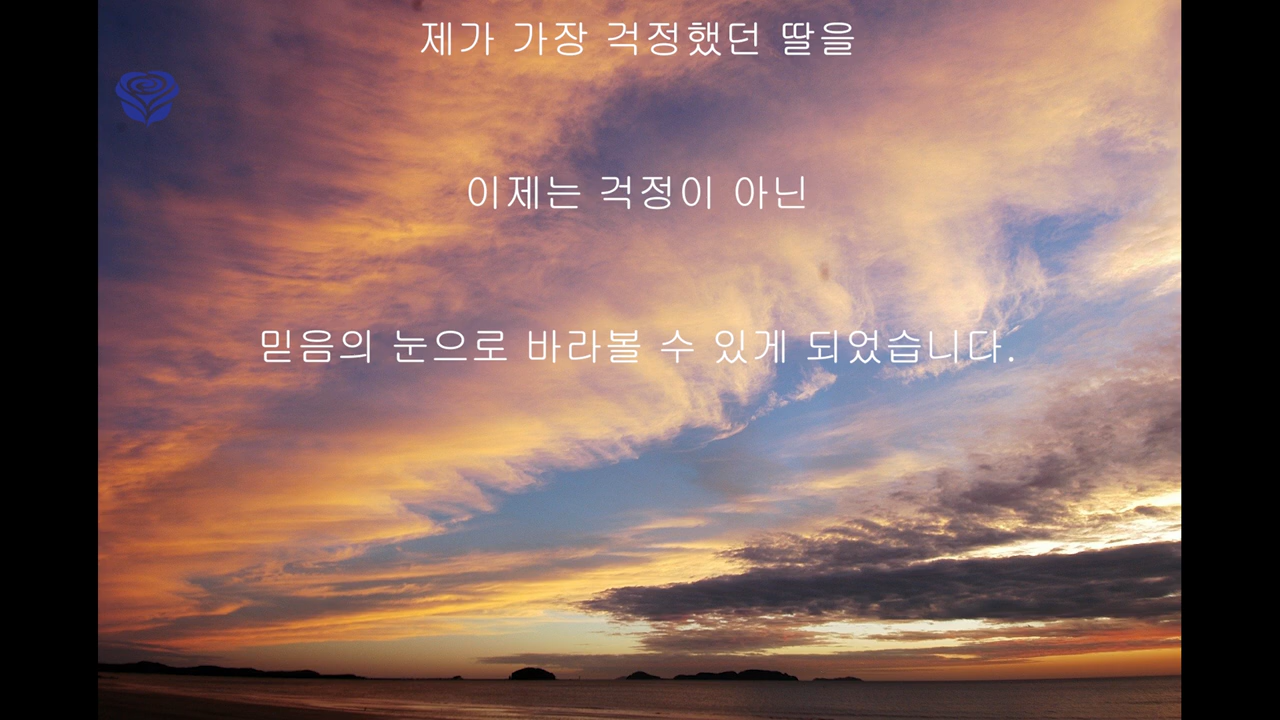 제가 가장 걱정했던 딸을
이제는 걱정이 아닌
믿음의 눈으로 바라볼 수 있게 되었습니다.